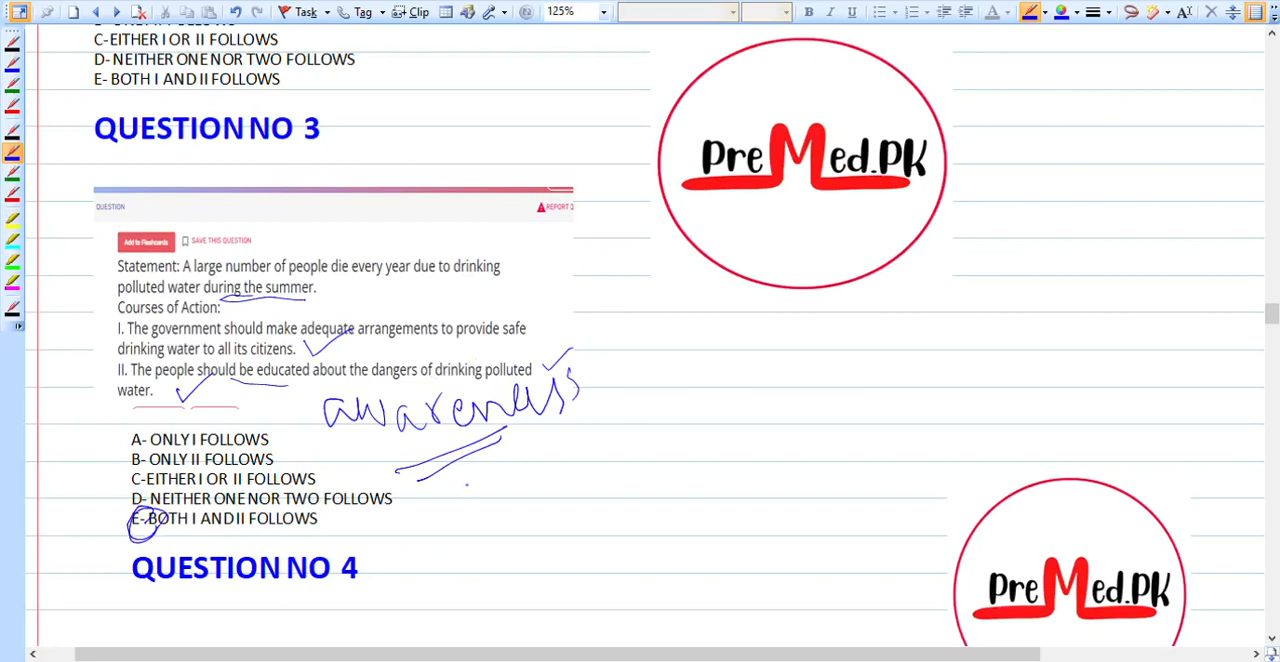 Task
Tag
Clip
125%
B I U
C-EITHER I OR II FOLLOWS
D- NEITHER ONE NOR TWO FOLLOWS
E- BOTH I AND II FOLLOWS
QUESTION NO 3
PreMed.PK
QUESTION
REPORT
Add to Flashcards
SAVE THIS QUESTION
Statement: A large number of people die every year due to drinking
polluted water during the summer.
Courses of Action:
I. The government should make adequate arrangements to provide safe
drinking water to all its citizens.
II. The people should be educated about the dangers of drinking polluted
water.
awareness
A- ONLY I FOLLOWS
B- ONLY II FOLLOWS
C-EITHER I OR II FOLLOWS
D- NEITHER ONE NOR TWO FOLLOWS
E- BOTH I AND II FOLLOWS
QUESTION NO 4
PreMed.PK